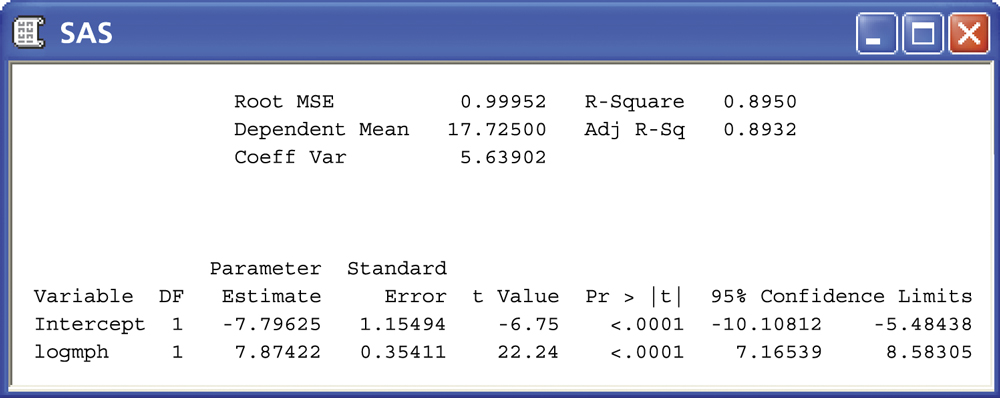 SAS
Root MSE 0.99952 R-Square 0.8950
Dependent Mean 17.72500 Adj R-Sq 0.8932
Coeff Var 5.63902
Parameter Standard
Variable DF Estimate Error t Value Pr > |t| 95% Confidence Limits
Intercept 1 -7.79625 1.15494 -6.75 <.0001 -10.10812 -5.48438
logmph 1 7.87422 0.35411 22.24 <.0001 7.16539 8.58305